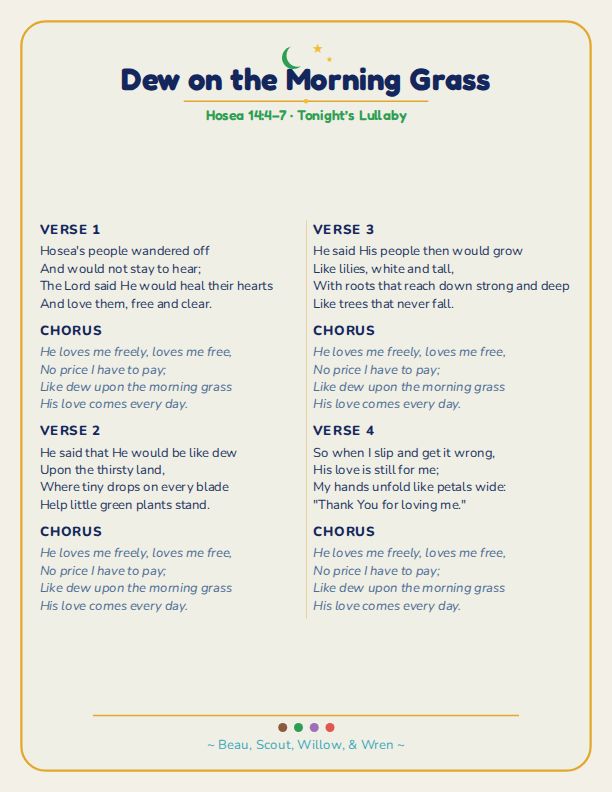 Dew on the Morning Grass
Hosea 14:4–7 · Tonight's Lullaby
VERSE 1
Hosea's people wandered off
And would not stay to hear;
The Lord said He would heal their hearts
And love them, free and clear.
CHORUS
He loves me freely, loves me free,
No price I have to pay;
Like dew upon the morning grass
His love comes every day.
VERSE 2
He said that He would be like dew
Upon the thirsty land,
Where tiny drops on every blade
Help little green plants stand.
CHORUS
He loves me freely, loves me free,
No price I have to pay;
Like dew upon the morning grass
His love comes every day.
VERSE 3
He said His people then would grow
Like lilies, white and tall,
With roots that reach down strong and deep
Like trees that never fall.
CHORUS
He loves me freely, loves me free,
No price I have to pay;
Like dew upon the morning grass
His love comes every day.
VERSE 4
So when I slip and get it wrong,
His love is still for me;
My hands unfold like petals wide:
"Thank You for loving me."
CHORUS
He loves me freely, loves me free,
No price I have to pay;
Like dew upon the morning grass
His love comes every day.
~ Beau, Scout, Willow, & Wren ~